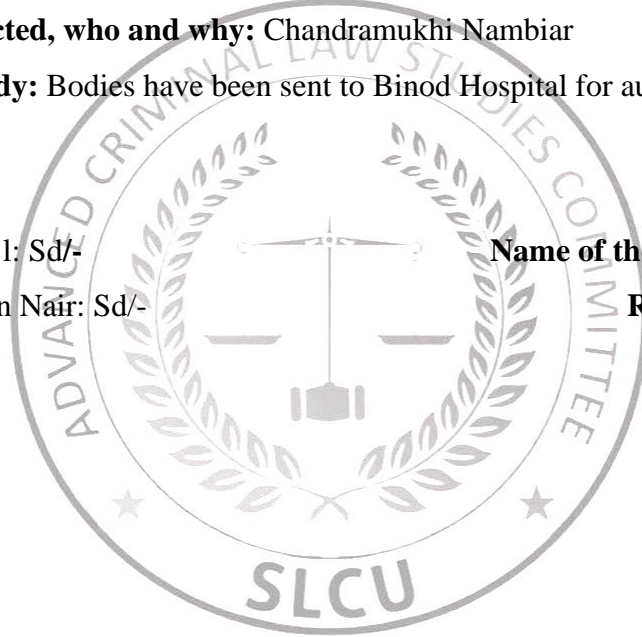 cted, who and why: Chandramukhi Nambiar
dy: Bodies have been sent to Binod Hospital for au
l: Sd/- Name of th
n Nair: Sd/- R
ADVANCED CRIMINAL LAW STUDIES COMMITTEE
SLCU